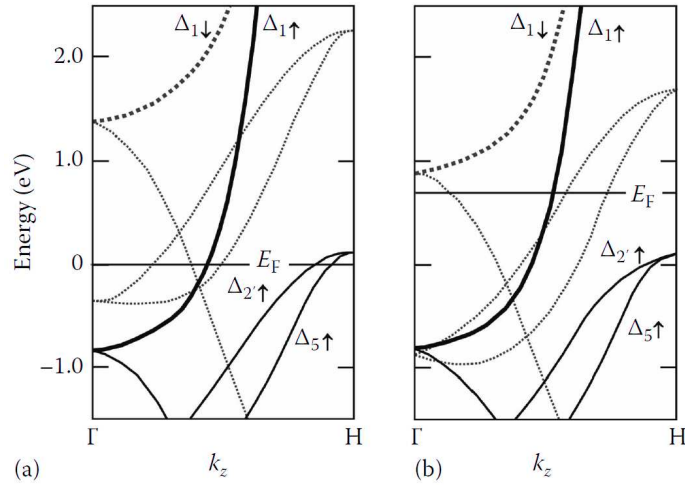 Δ1↓ Δ1↑
2.0
1.0
0
−1.0
Energy (eV)
EF
Δ2′↑
Δ5↑
Γ H
kz
(a)
Δ1↓ Δ1↑
EF
Δ2′↑
Δ5↑
Γ H
kz
(b)